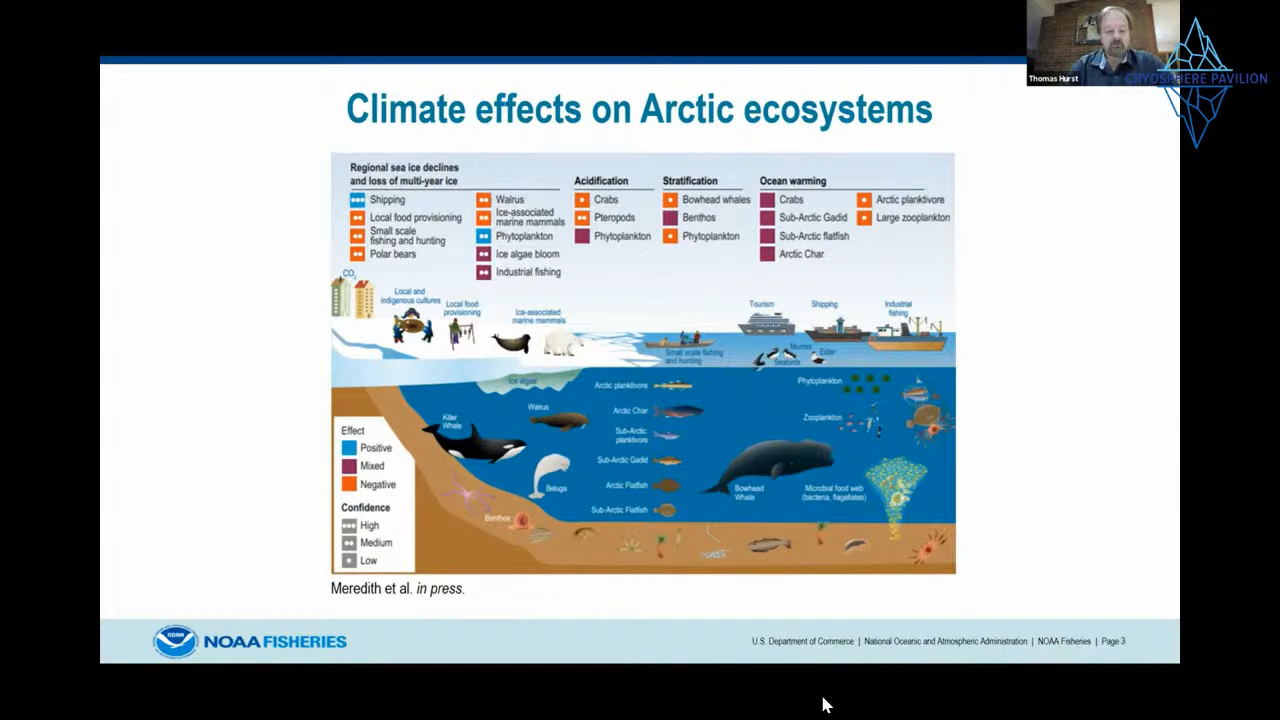 Thomas Hurst
CRYOSPHERE PAVILION
Climate effects on Arctic ecosystems
Regional sea ice declines
and loss of multi-year ice
Shipping
Local food provisioning
Small scale
fishing and hunting
Polar bears
Walrus
Ice-associated
marine mammals
Phytoplankton
Ice algae bloom
Industrial fishing
Acidification
Crabs
Pteropods
Phytoplankton
Stratification
Bowhead whales
Benthos
Phytoplankton
Ocean warming
Crabs
Sub-Arctic Gadid
Sub-Arctic flatfish
Arctic Char
Arctic planktivore
Large zooplankton
CO2
Local and
indigenous cultures
Local food
provisioning
Ice-associated
marine mammals
Tourism
Shipping
Industrial
fishing
Small scale fishing
and hunting
Murres
Seabirds
Eider
Ice algae
Killer
Whale
Walrus
Beluga
Benthos
Arctic planktivors
Arctic Char
Sub-Arctic
planktivors
Sub-Arctic Gadid
Arctic Flatfish
Sub-Arctic Flatfish
Bowhead
Whale
Phytoplankton
Zooplankton
Microbial food web
(bacteria, flagellates)
Effect
Positive
Mixed
Negative
Confidence
High
Medium
Low
Meredith et al. in press.
NOAA
NOAA FISHERIES
U.S. Department of Commerce | National Oceanic and Atmospheric Administration | NOAA Fisheries | Page 3